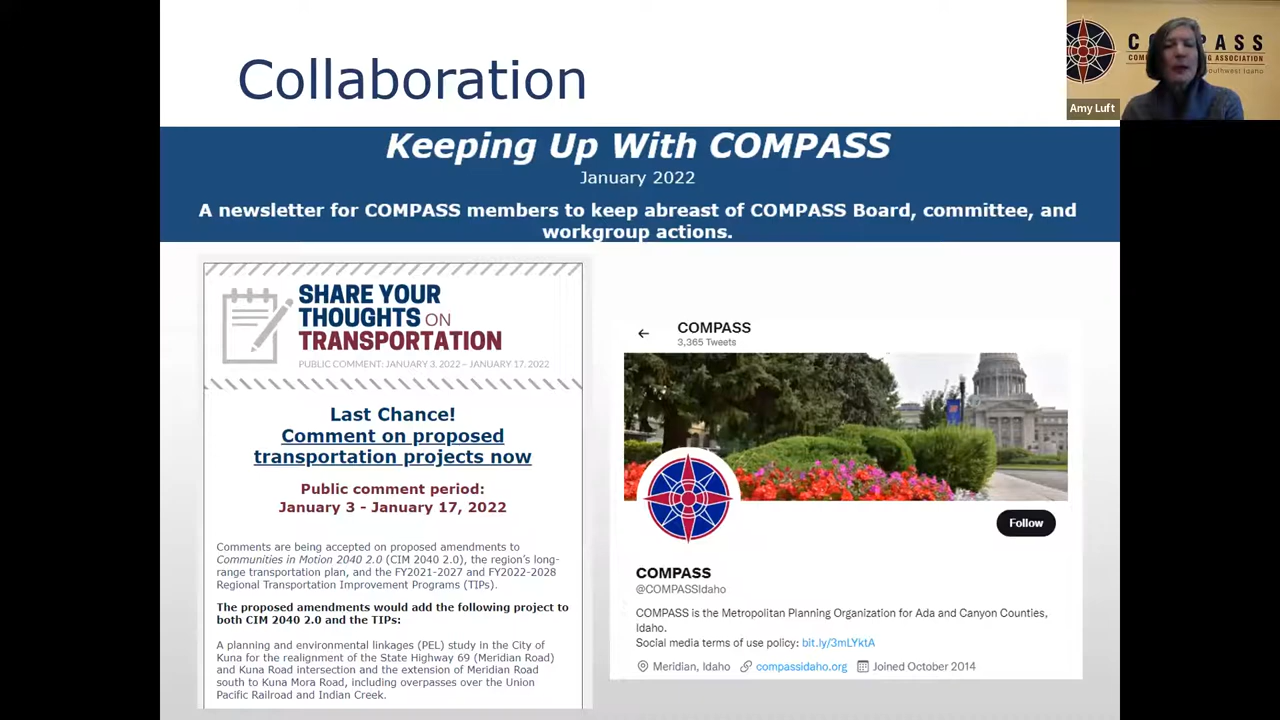 Collaboration
Keeping Up With COMPASS
January 2022
A newsletter for COMPASS members to keep abreast of COMPASS Board, committee, and
workgroup actions.
SHARE YOUR
THOUGHTS ON
TRANSPORTATION
PUBLIC COMMENT: JANUARY 3, 2022 – JANUARY 17, 2022
Last Chance!
Comment on proposed
transportation projects now
Public comment period:
January 3 - January 17, 2022
Comments are being accepted on proposed amendments to
Communities in Motion 2040 2.0 (CIM 2040 2.0), the region's long-
range transportation plan, and the FY2021-2027 and FY2022-2028
Regional Transportation Improvement Programs (TIPs).
The proposed amendments would add the following project to
both CIM 2040 2.0 and the TIPs:
A planning and environmental linkages (PEL) study in the City of
Kuna for the realignment of the State Highway 69 (Meridian Road)
and Kuna Road intersection and the extension of Meridian Road
south to Kuna Mora Road, including overpasses over the Union
Pacific Railroad and Indian Creek.
COMPASS
3,365 Tweets
Follow
COMPASS
@COMPASSIdaho
COMPASS is the Metropolitan Planning Organization for Ada and Canyon Counties,
Idaho.
Social media terms of use policy: bit.ly/3mLYktA
Meridian, Idaho compassidaho.org Joined October 2014
Amy Luft